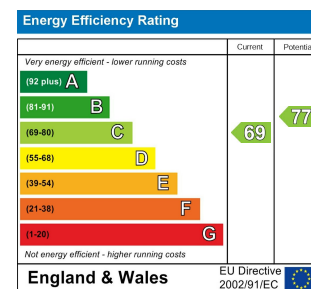 Energy Efficiency Rating
Current Potentia
Very energy efficient - lower running costs
(92 plus) A
(81-91) B
(69-80) C
(55-68) D
(39-54) E
(21-38) F
(1-20) G
69
77
Not energy efficient - higher running costs
England & Wales
EU Directive
2002/91/EC